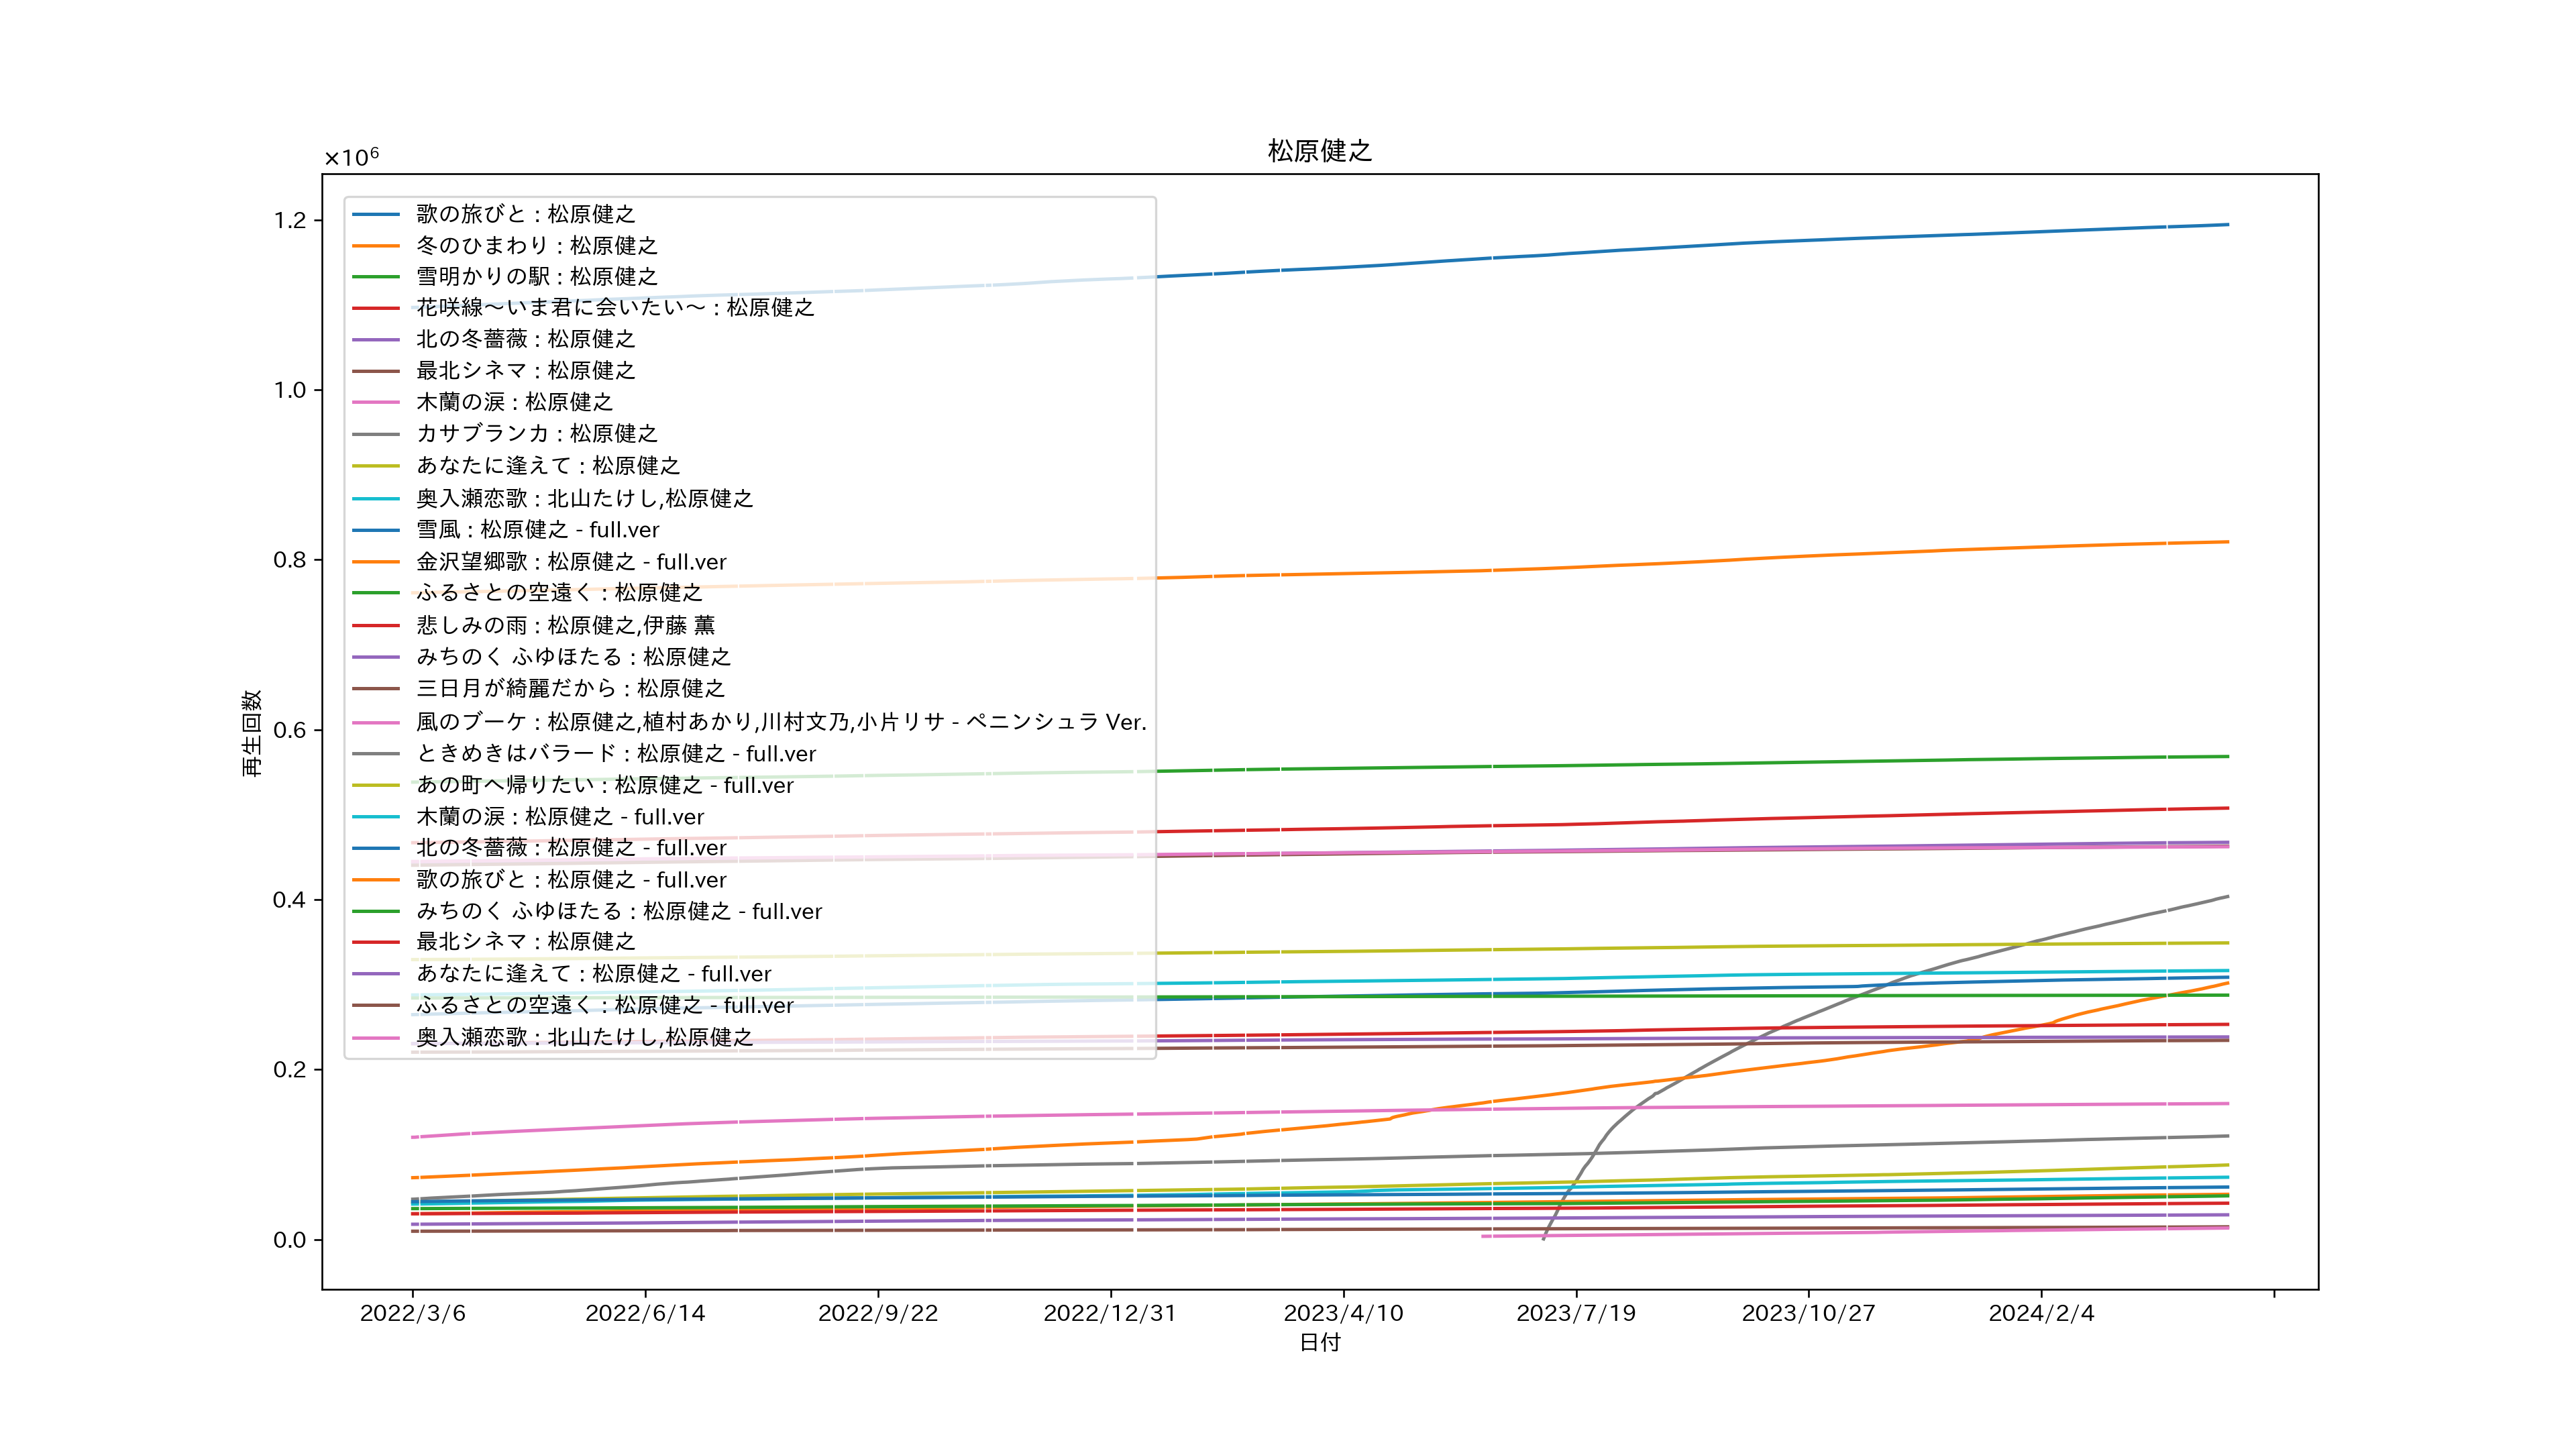 松原健之
×10⁶
1.2
1.0
0.8
0.6
0.4
0.2
0.0
再生回数
歌の旅びと : 松原健之
冬のひまわり : 松原健之
雪明かりの駅 : 松原健之
花咲線〜いま君に会いたい〜 : 松原健之
北の冬薔薇 : 松原健之
最北シネマ : 松原健之
木蘭の涙 : 松原健之
カサブランカ : 松原健之
あなたに逢えて : 松原健之
奥入瀬恋歌 : 北山たけし,松原健之
雪風 : 松原健之 - full.ver
金沢望郷歌 : 松原健之 - full.ver
ふるさとの空遠く : 松原健之
悲しみの雨 : 松原健之,伊藤 薫
みちのく ふゆほたる : 松原健之
三日月が綺麗だから : 松原健之
風のブーケ : 松原健之,植村あかり,川村文乃,小片リサ - ペニンシュラ Ver.
ときめきはバラード : 松原健之 - full.ver
あの町へ帰りたい : 松原健之 - full.ver
木蘭の涙 : 松原健之 - full.ver
北の冬薔薇 : 松原健之 - full.ver
歌の旅びと : 松原健之 - full.ver
みちのく ふゆほたる : 松原健之 - full.ver
最北シネマ : 松原健之
あなたに逢えて : 松原健之 - full.ver
ふるさとの空遠く : 松原健之 - full.ver
奥入瀬恋歌 : 北山たけし,松原健之
2022/3/6
2022/6/14
2022/9/22
2022/12/31
2023/4/10
2023/7/19
2023/10/27
2024/2/4
日付